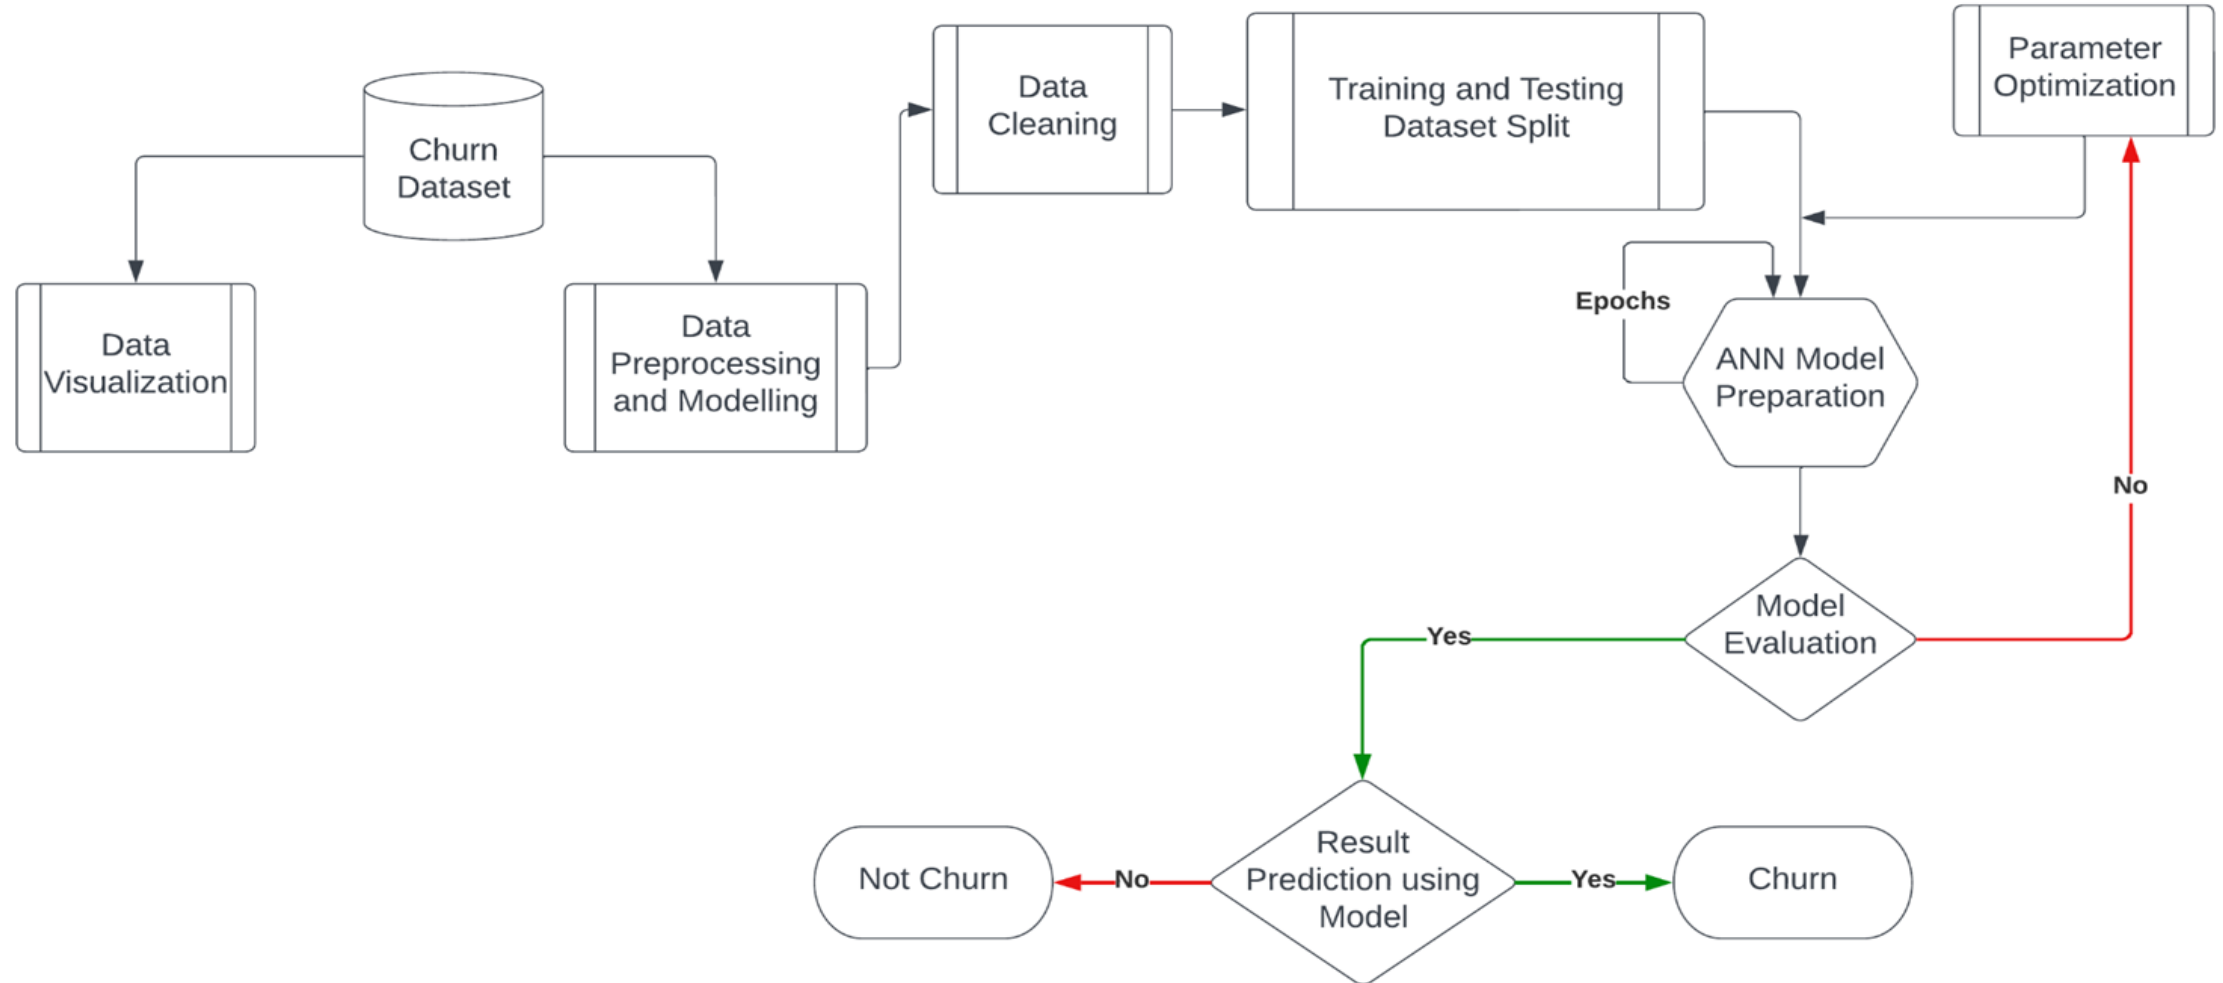 Churn
Dataset
Data
Visualization
Data
Preprocessing
and Modelling
Data
Cleaning
Training and Testing
Dataset Split
Parameter
Optimization
Epochs
ANN Model
Preparation
No
Model
Evaluation
Yes
Result
Prediction using
Model
No
Not Churn
Yes
Churn